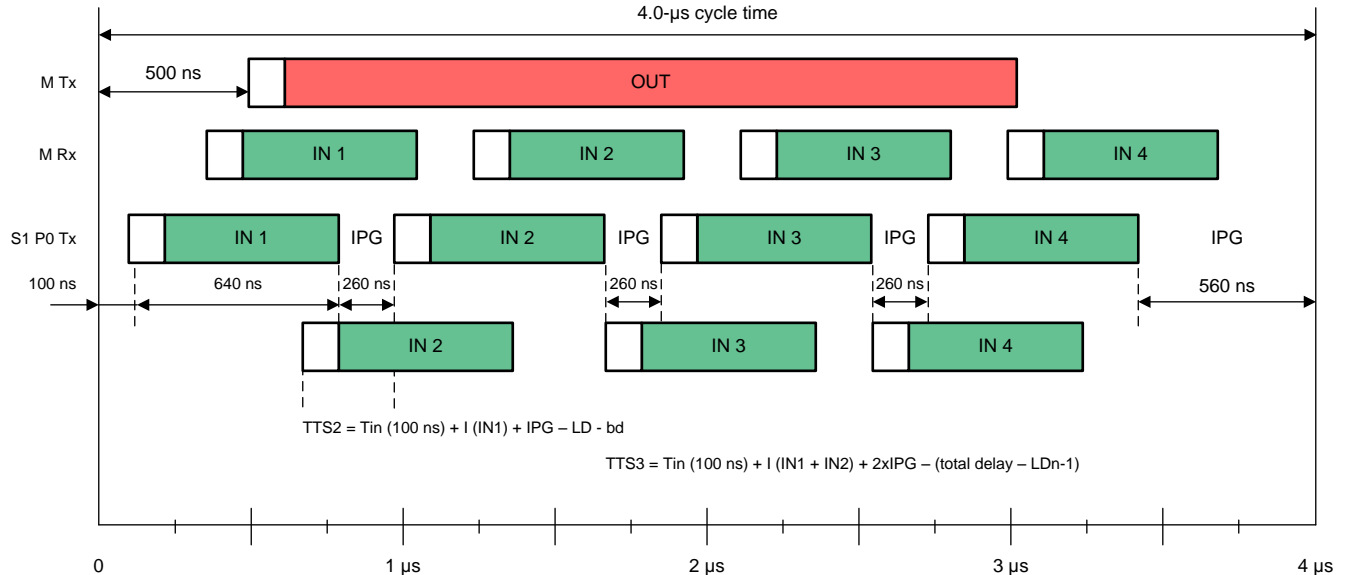 4.0-µs cycle time
500 ns
M Tx
OUT
M Rx
IN 1
IN 2
IN 3
IN 4
S1 P0 Tx
IN 1
IPG
IN 2
IPG
IN 3
IPG
IN 4
IPG
100 ns
640 ns
260 ns
260 ns
260 ns
560 ns
IN 2
IN 3
IN 4
TTS2 = Tin (100 ns) + I (IN1) + IPG – LD - bd
TTS3 = Tin (100 ns) + I (IN1 + IN2) + 2xIPG – (total delay – LDn-1)
0
1 µs
2 µs
3 µs
4 µs